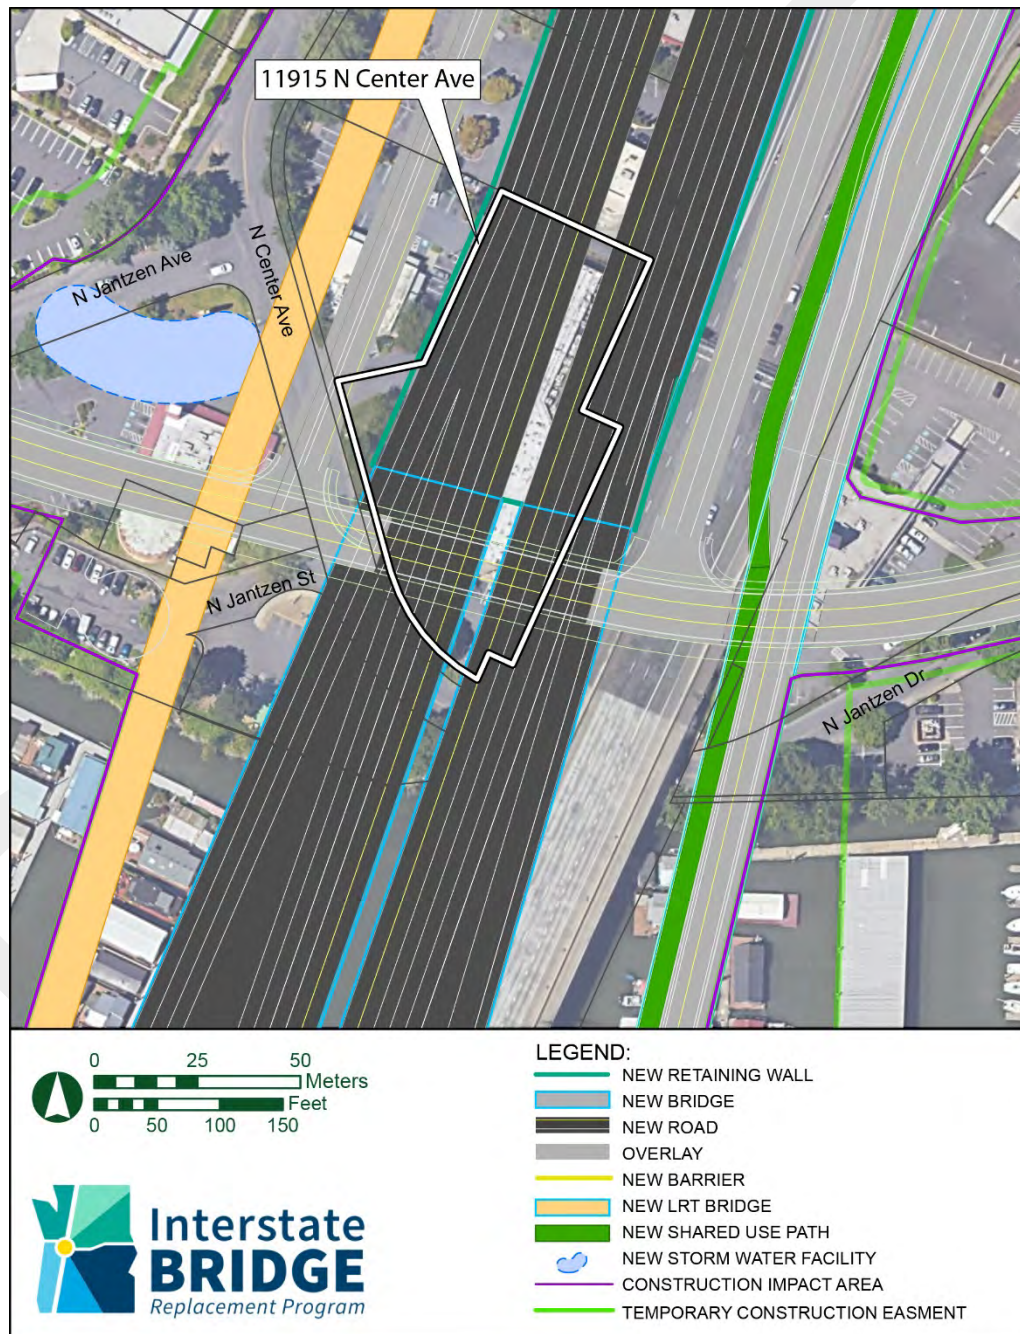 11915 N Center Ave
N Jantzen Ave
N Center Ave
N Jantzen St
N Jantzen Dr
0 25 50
Meters
Feet
0 50 100 150
Interstate
BRIDGE
Replacement Program
LEGEND:
NEW RETAINING WALL
NEW BRIDGE
NEW ROAD
OVERLAY
NEW BARRIER
NEW LRT BRIDGE
NEW SHARED USE PATH
NEW STORM WATER FACILITY
CONSTRUCTION IMPACT AREA
TEMPORARY CONSTRUCTION EASMENT